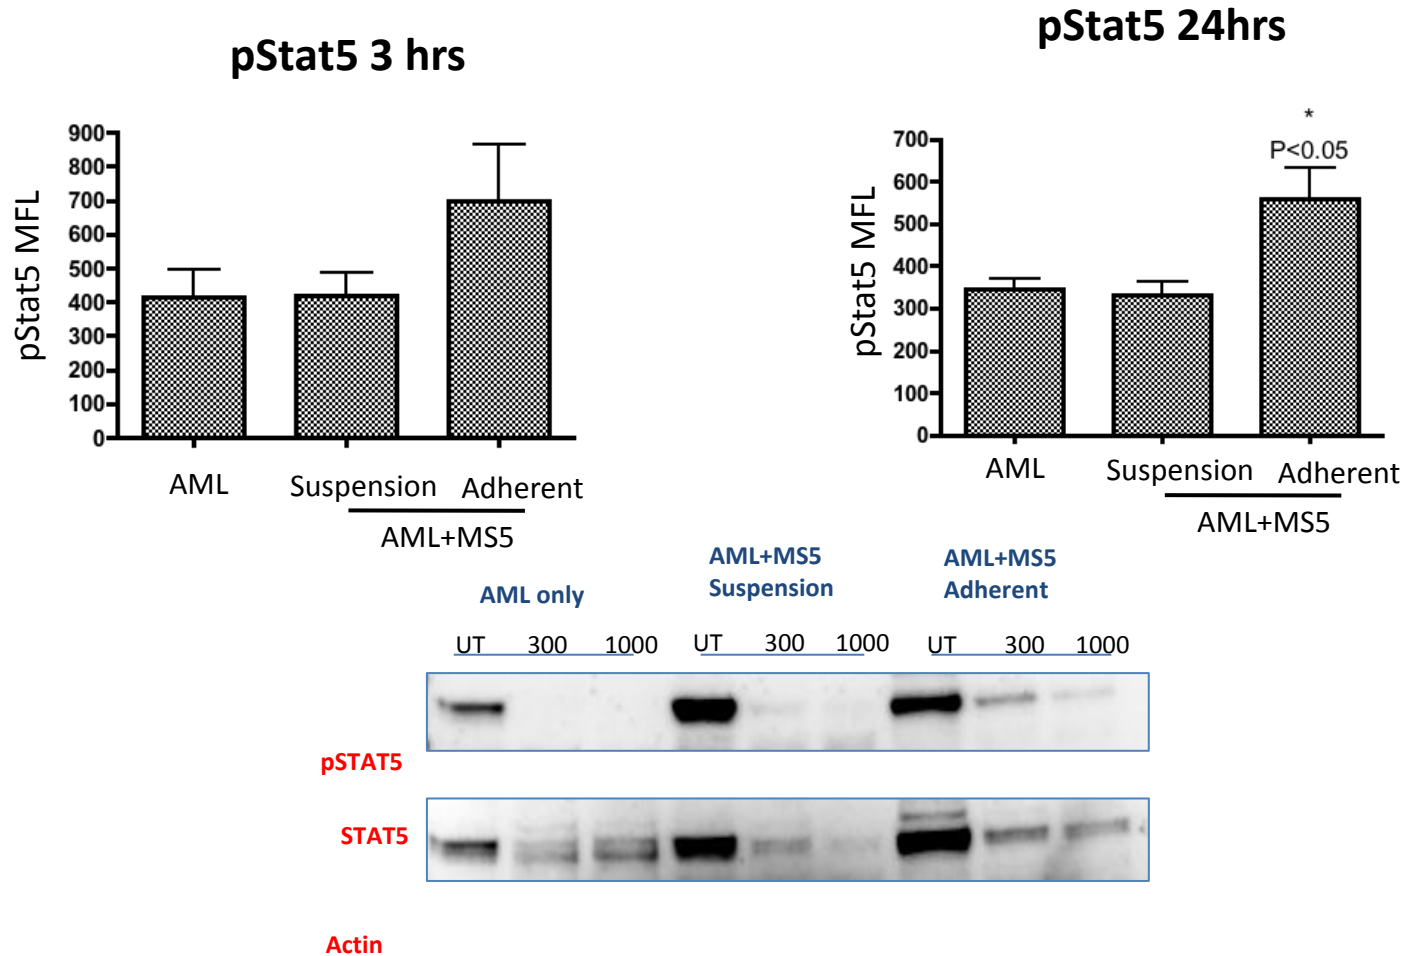 pStat5 3 hrs
pStat5 24hrs
pStat5 MFL
900
800
700
600
500
400
300
200
100
0
AML
Suspension
Adherent
AML+MS5
pStat5 MFL
700
600
500
400
300
200
100
0
*
P<0.05
AML
Suspension
Adherent
AML+MS5
AML only
AML+MS5
Suspension
AML+MS5
Adherent
UT 300 1000 UT 300 1000 UT 300 1000
pSTAT5
STAT5
Actin